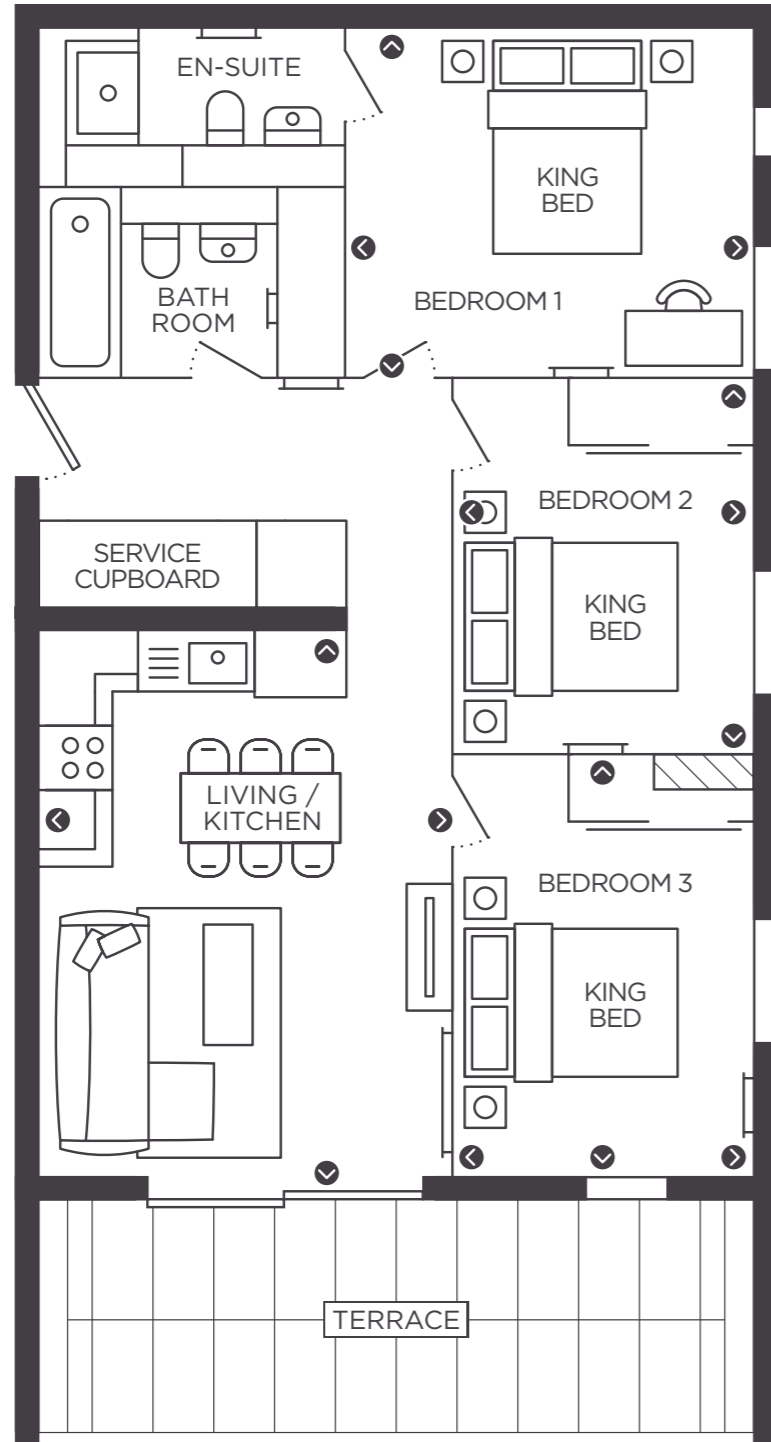 EN-SUITE
KING
BED
BATH
ROOM
BEDROOM 1
BEDROOM 2
SERVICE
CUPBOARD
KING
BED
LIVING /
KITCHEN
BEDROOM 3
KING
BED
TERRACE